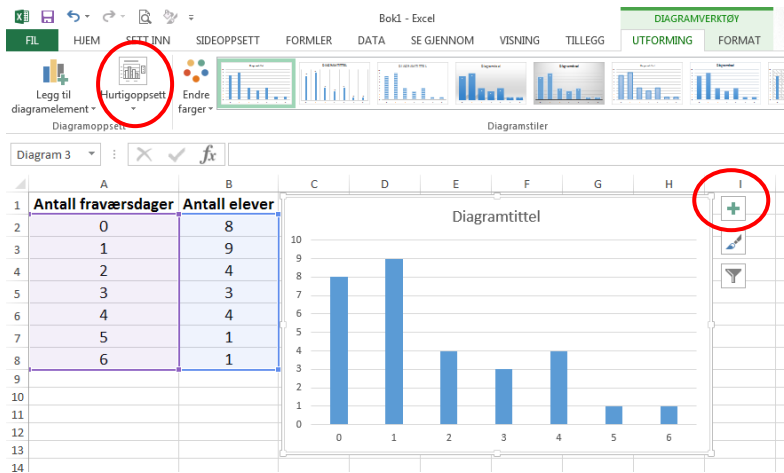 Bok1 - Excel
DIAGRAMVERKTØY
FIL HJEM SETT INN SIDEOPPSETT FORMLER DATA SE GJENNOM VISNING TILLEGG UTFORMING FORMAT
Legg til
diagramelement
Hurtigoppsett
Endre
farger
Diagramoppsett
Diagramstiler
Diagram 3
fx
A B C D E F G H I
1 Antall fraværsdager Antall elever
2 0 8
3 1 9
4 2 4
5 3 3
6 4 4
7 5 1
8 6 1
9
10
11
12
13
14
Diagramtittel
10
9
8
7
6
5
4
3
2
1
0
0 1 2 3 4 5 6